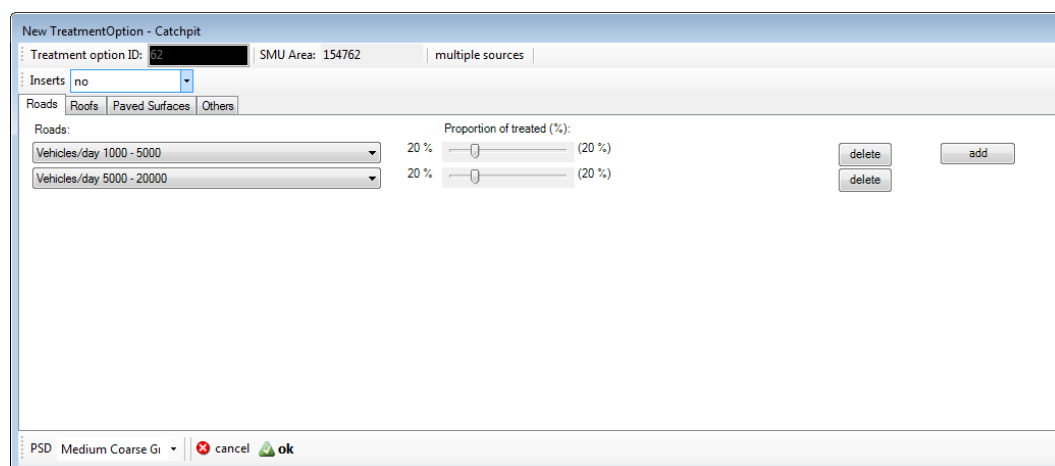 New TreatmentOption - Catchpit
Treatment option ID: 62 SMU Area: 154762 multiple sources
Inserts no
Roads Roofs Paved Surfaces Others
Roads: Proportion of treated (%):
Vehicles/day 1000 - 5000 20 % (20 %) delete add
Vehicles/day 5000 - 20000 20 % (20 %) delete
PSD Medium Coarse Gr cancel ok